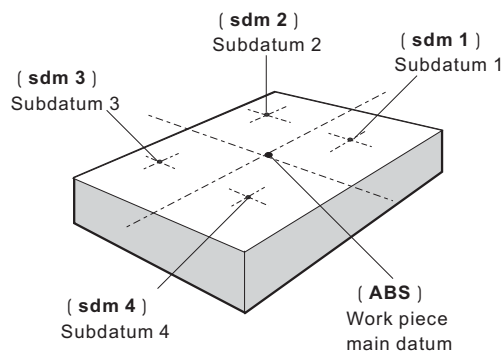 ( sdm 2 )
Subdatum 2
( sdm 1 )
Subdatum 1
( sdm 3 )
Subdatum 3
( sdm 4 )
Subdatum 4
( ABS )
Work piece
main datum